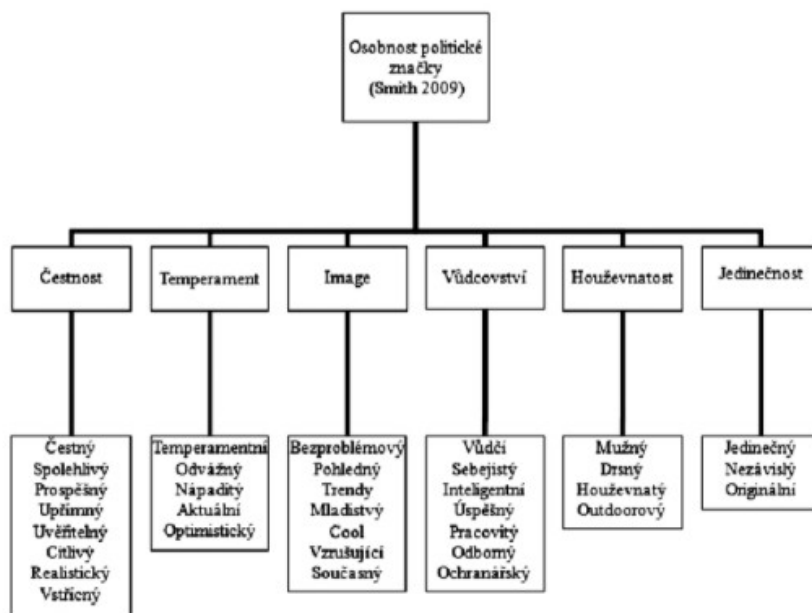 Osobnost politické
značky
(Smith 2009)
Čestnost
Temperament
Image
Vůdcovství
Houževnatost
Jedinečnost
Čestný
Spolehlivý
Prospěšný
Upřímný
Uvěřitelný
Citlivý
Realistický
Vstřícný
Temperamentní
Odvážný
Nápaditý
Aktuální
Optimistický
Bezproblémový
Pohledný
Trendy
Mladistvý
Cool
Vzrušující
Současný
Vůdčí
Sebejistý
Inteligentní
Úspěšný
Pracovitý
Odborný
Ochranářský
Mužný
Drsný
Houževnatý
Outdoorový
Jedinečný
Nezávislý
Originální